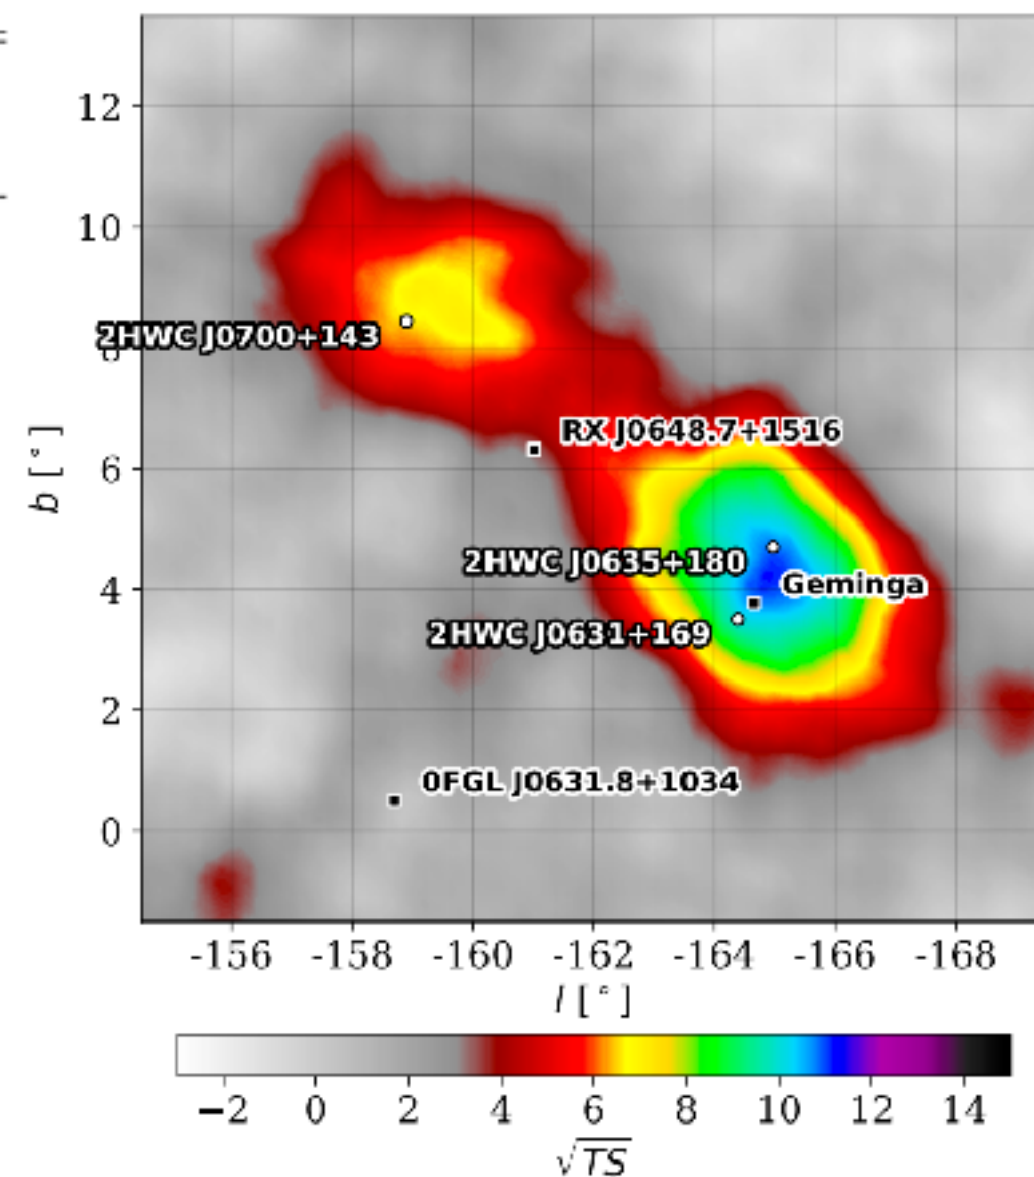 12
10
2HWC J0700+143
8
RX J0648.7+1516
6
2HWC J0635+180
Geminga
4
2HWC J0631+169
2
0FGL J0631.8+1034
0
b [°]
-156 -158 -160 -162 -164 -166 -168
l [°]
−2 0 2 4 6 8 10 12 14
√TS